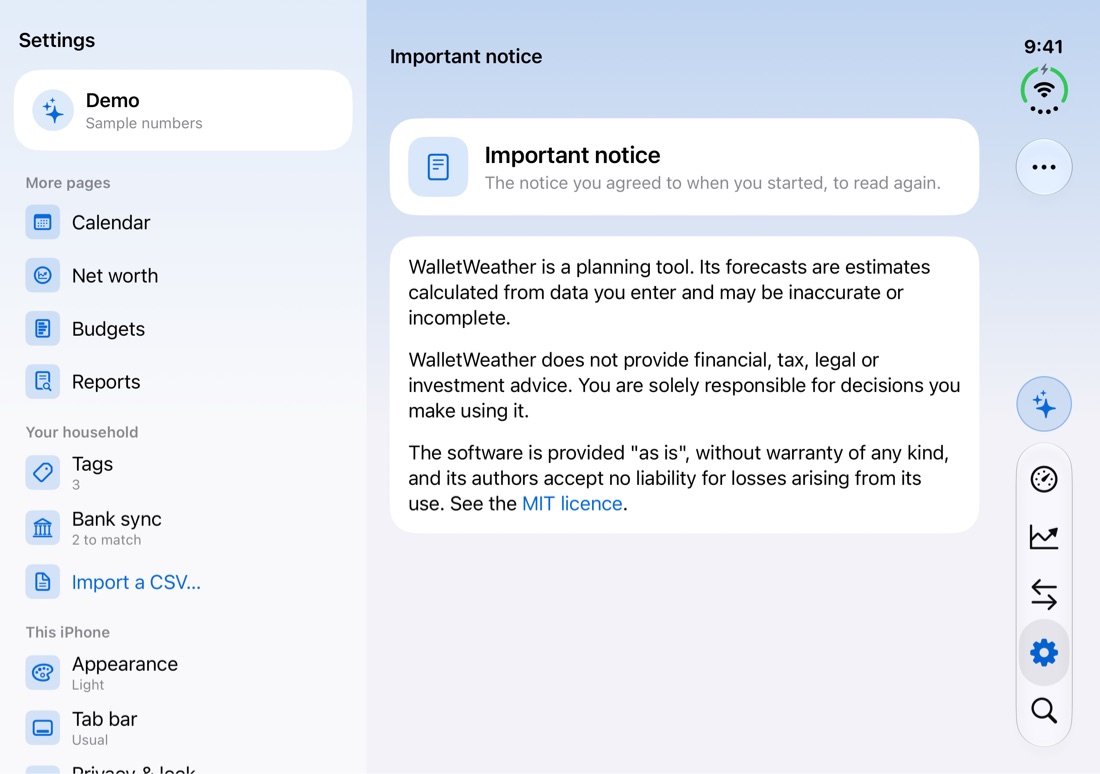 Settings
Demo
Sample numbers
More pages
Calendar
Net worth
Budgets
Reports
Your household
Tags
3
Bank sync
2 to match
Import a CSV...
This iPhone
Appearance
Light
Tab bar
Usual
Privacy & lock
Important notice
Important notice
The notice you agreed to when you started, to read again.
WalletWeather is a planning tool. Its forecasts are estimates
calculated from data you enter and may be inaccurate or
incomplete.
WalletWeather does not provide financial, tax, legal or
investment advice. You are solely responsible for decisions you
make using it.
The software is provided "as is", without warranty of any kind,
and its authors accept no liability for losses arising from its
use. See the MIT licence.
9:41